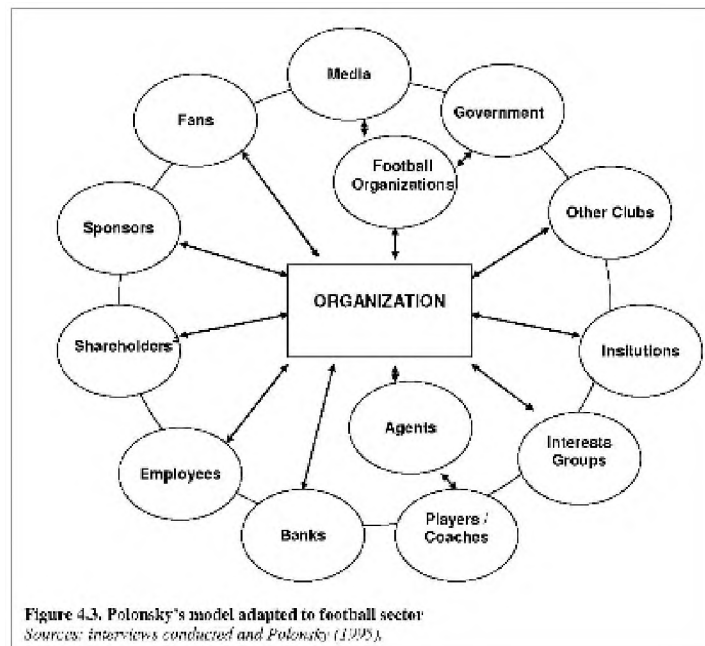 Media
Government
Fans
Football
Organizations
Other Clubs
Sponsors
ORGANIZATION
Shareholders
Insitutions
Agents
Interests
Groups
Employees
Banks
Players /
Coaches
Figure 4.3. Polonsky's model adapted to football sector
Sources: Interviews conducted and Polonsky (1995).